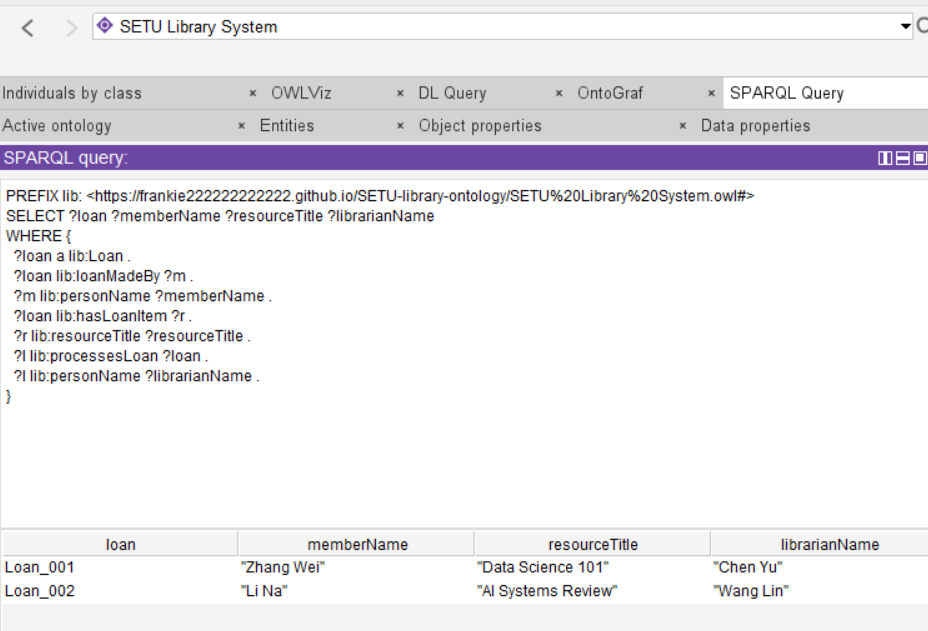 SETU Library System
Individuals by class × OWLViz × DL Query × OntoGraf × SPARQL Query
Active ontology × Entities × Object properties × Data properties
SPARQL query:
PREFIX lib: <https://frankie222222222222.github.io/SETU-library-ontology/SETU%20Library%20System.owl#>
SELECT ?loan ?memberName ?resourceTitle ?librarianName
WHERE {
?loan a lib:Loan .
?loan lib:loanMadeBy ?m .
?m lib:personName ?memberName .
?loan lib:hasLoanItem ?r .
?r lib:resourceTitle ?resourceTitle .
?l lib:processesLoan ?loan .
?l lib:personName ?librarianName .
}
loan memberName resourceTitle librarianName
Loan_001 "Zhang Wei" "Data Science 101" "Chen Yu"
Loan_002 "Li Na" "AI Systems Review" "Wang Lin"